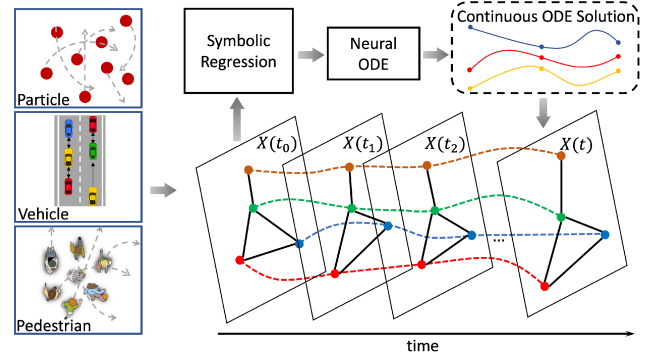 Particle
Vehicle
Pedestrian
Symbolic
Regression
Neural
ODE
Continuous ODE Solution
X(t₀)
X(t₁)
X(t₂)
X(t)
...
time